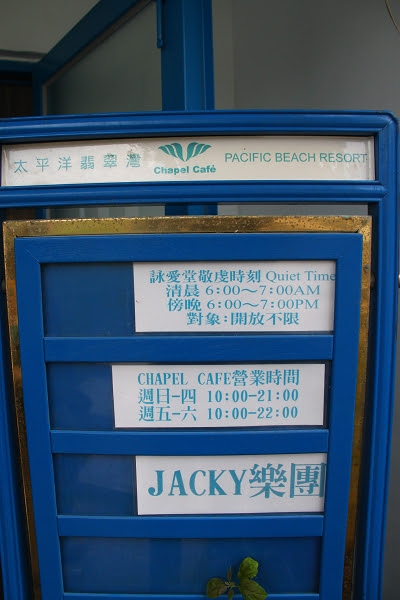 太平洋翡翠灣
Chapel Café
PACIFIC BEACH RESORT
詠愛堂敬虔時刻 Quiet Time
清晨 6:00～7:00AM
傍晚 6:00～7:00PM
對象:開放不限
CHAPEL CAFE營業時間
週日-四 10:00-21:00
週五-六 10:00-22:00
JACKY樂團